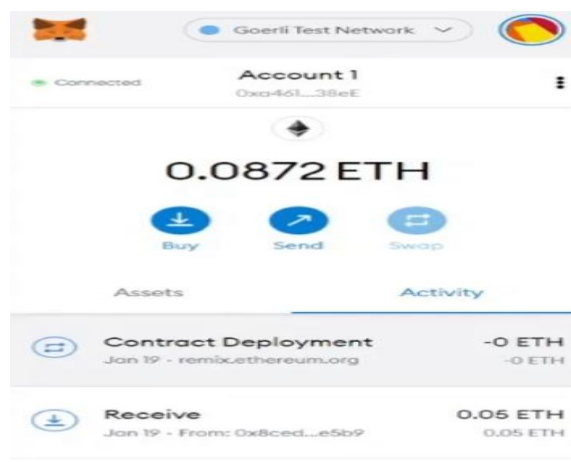 Goerli Test Network
Connected
Account 1
0xa461...38eE
0.0872 ETH
Buy
Send
Swap
Assets
Activity
Contract Deployment
-0 ETH
Jan 19 - remix.ethereum.org
-0 ETH
Receive
0.05 ETH
Jan 19 - From: 0x8ced...e5b9
0.05 ETH